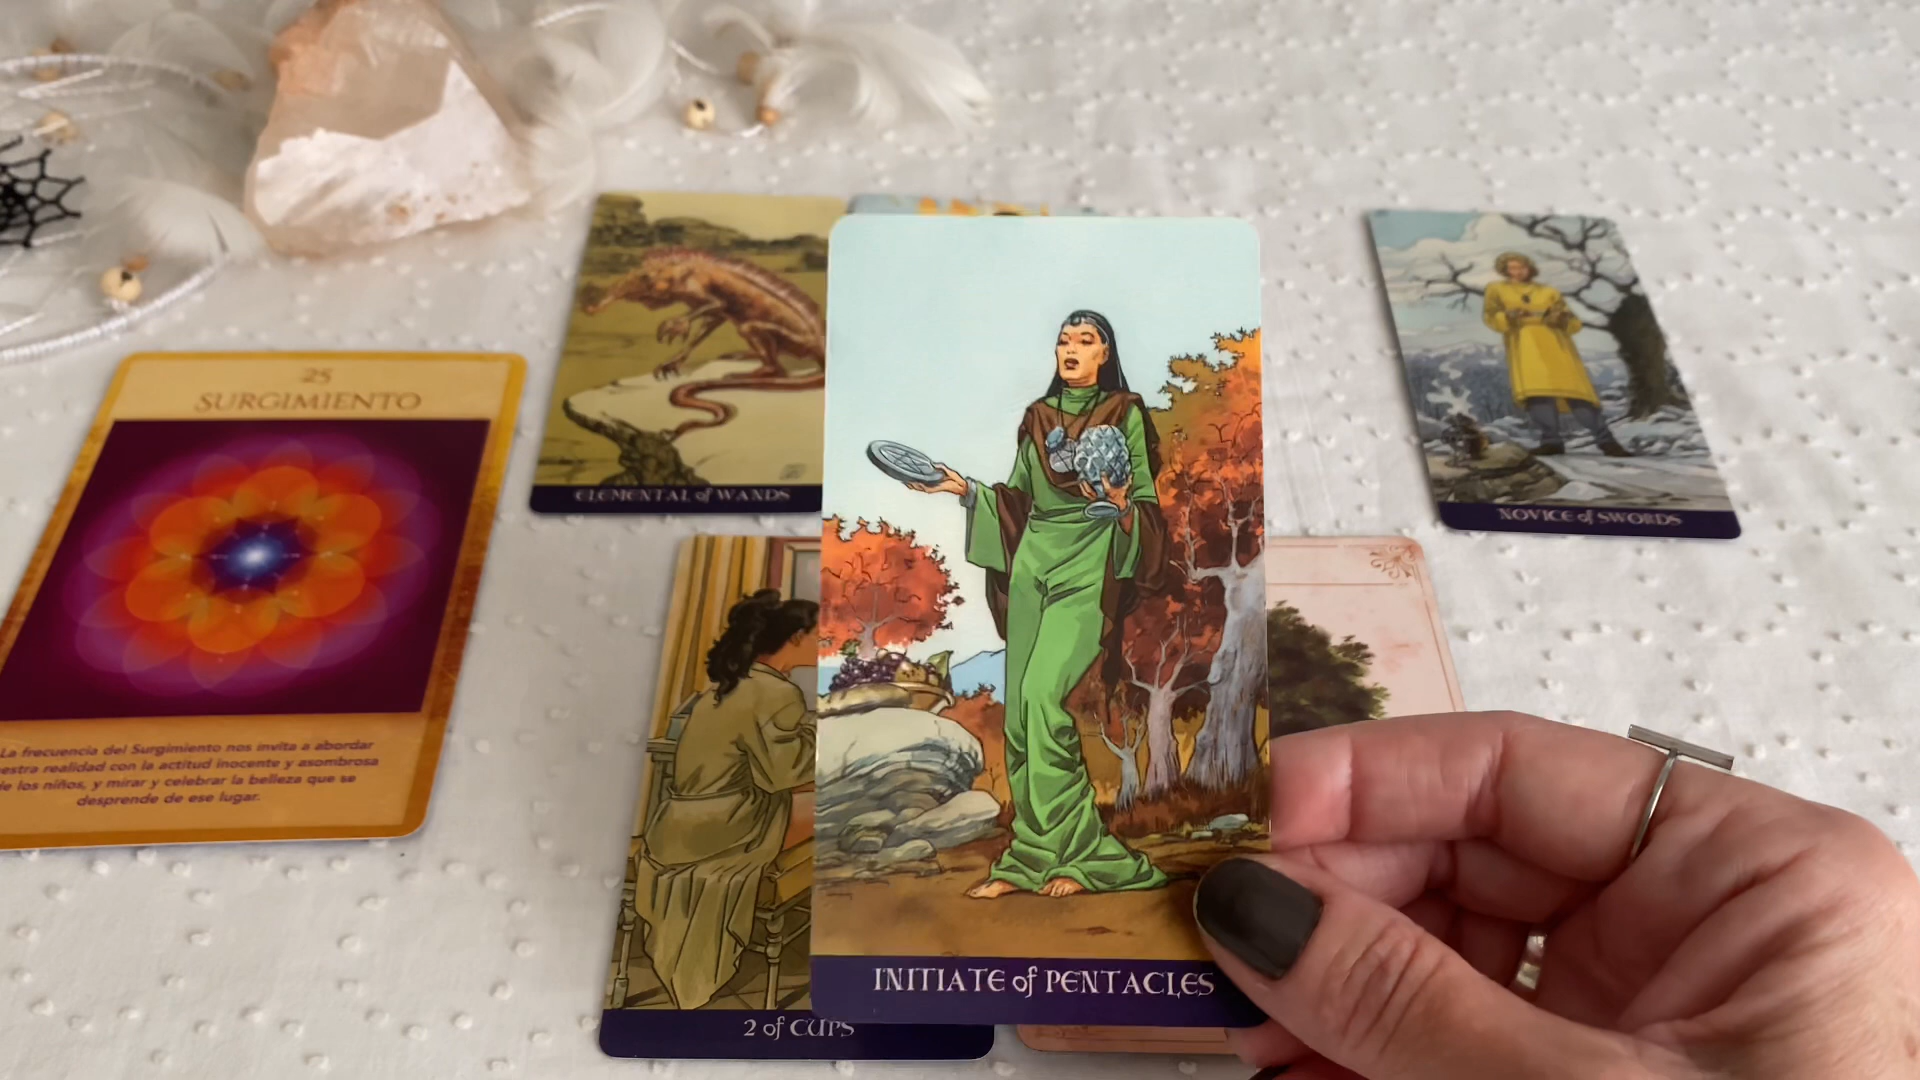 25
SURGIMIENTO
La frecuencia del Surgimiento nos invita a abordar
estra realidad con la actitud inocente y asombrosa
e los niños, y mirar y celebrar la belleza que se
desprende de ese lugar.
ELEMENTAL of WANDS
NOVICE of SWORDS
INITIATE of PENTACLES
2 of CUPS